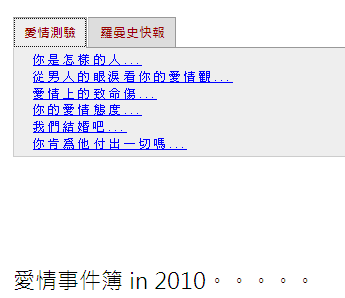 愛情測驗 羅曼史快報
你是怎樣的人...
從男人的眼淚看你的愛情觀...
愛情上的致命傷...
你的愛情態度...
我們結婚吧...
你肯爲他付出一切嗎...
愛情事件簿 in 2010。。。。。